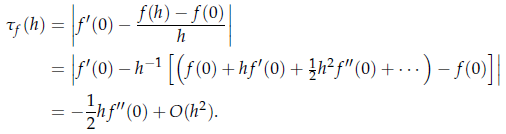 τ_f(h) = |f′(0) − (f(h) − f(0))/h|
= |f′(0) − h⁻¹ [(f(0) + hf′(0) + ½h²f″(0) + ···) − f(0)]|
= −½hf″(0) + O(h²).